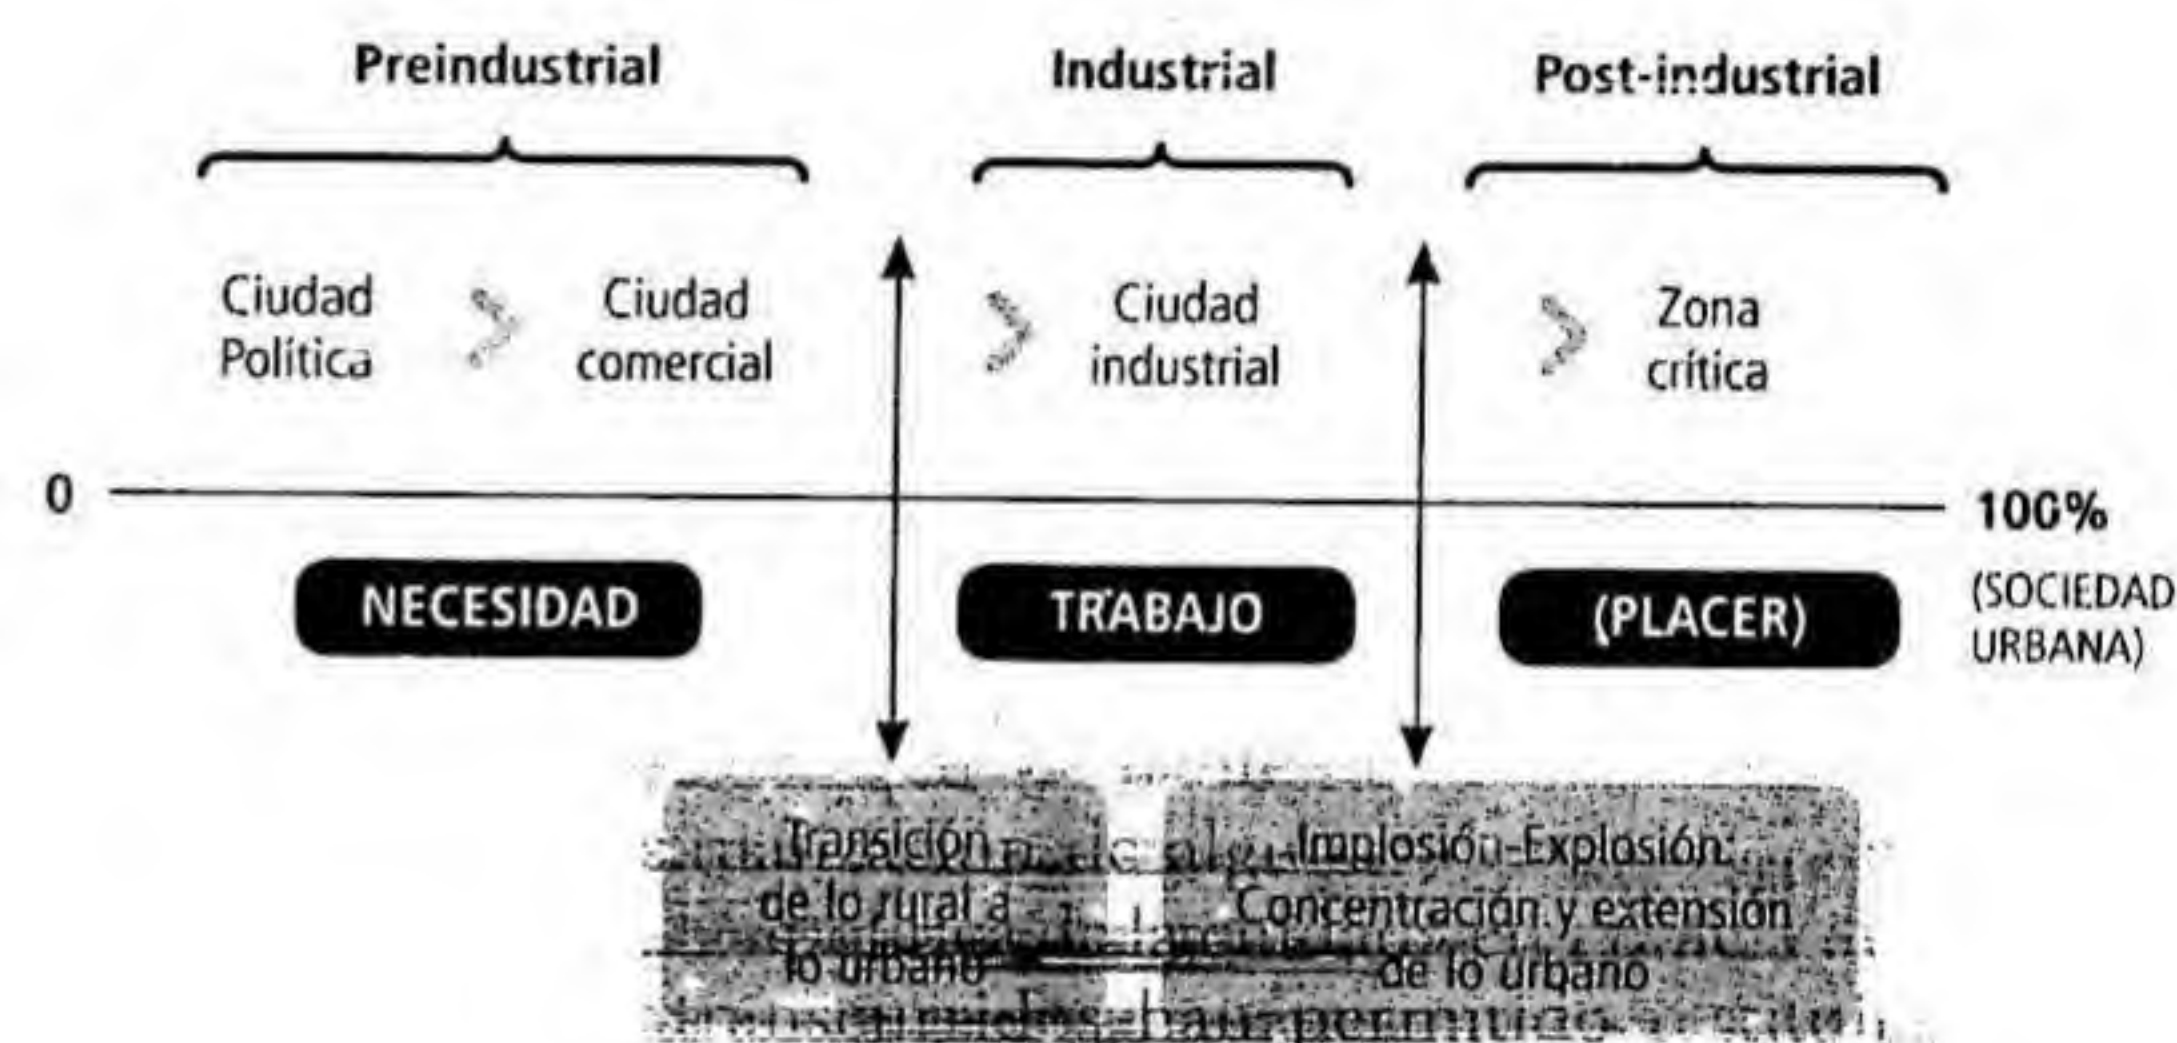 Preindustrial
Industrial
Post-industrial
Ciudad
Política
Ciudad
comercial
Ciudad
industrial
Zona
crítica
0
100%
NECESIDAD
TRABAJO
(PLACER)
(SOCIEDAD
URBANA)
Transición
de lo rural a
lo urbano
Implosión-Explosión:
Concentración y extensión
de lo urbano